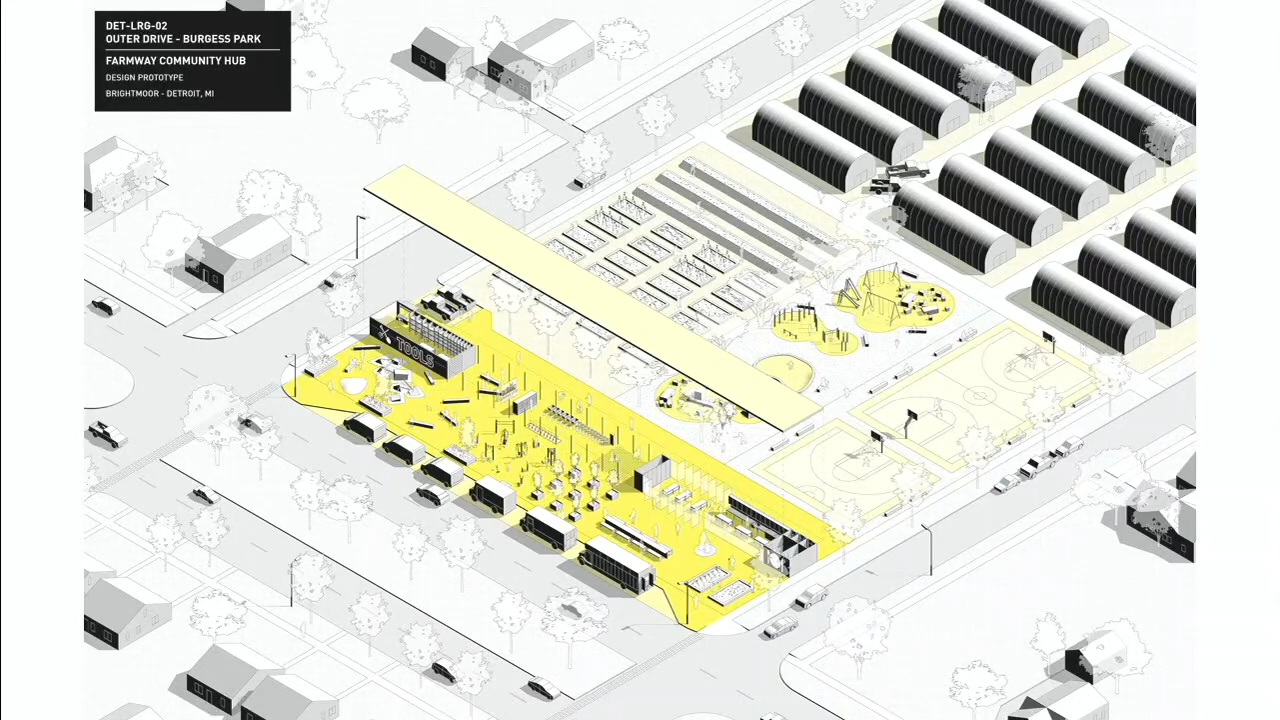 DET-LRG-02
OUTER DRIVE - BURGESS PARK
FARMWAY COMMUNITY HUB
DESIGN PROTOTYPE
BRIGHTMOOR - DETROIT, MI
TOOLS